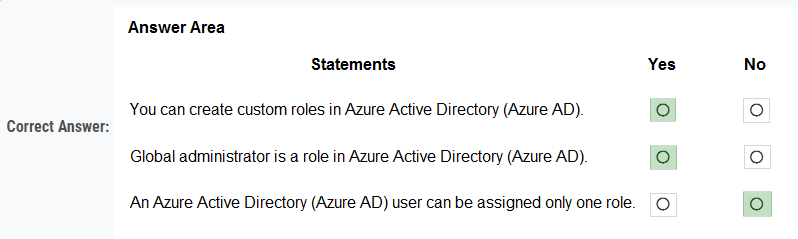 Answer Area
Statements Yes No
You can create custom roles in Azure Active Directory (Azure AD).
Correct Answer:
Global administrator is a role in Azure Active Directory (Azure AD).
An Azure Active Directory (Azure AD) user can be assigned only one role.